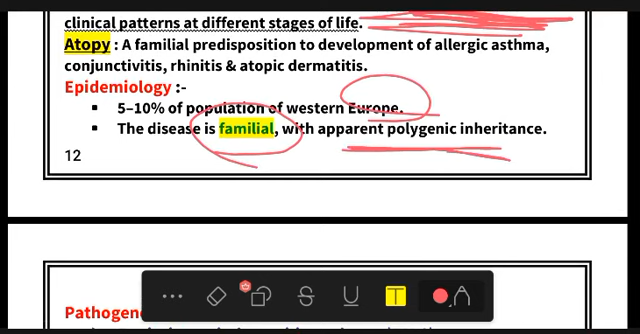 clinical patterns at different stages of life.
Atopy : A familial predisposition to development of allergic asthma,
conjunctivitis, rhinitis & atopic dermatitis.
Epidemiology :-
▪ 5–10% of population of western Europe.
▪ The disease is familial, with apparent polygenic inheritance.
12